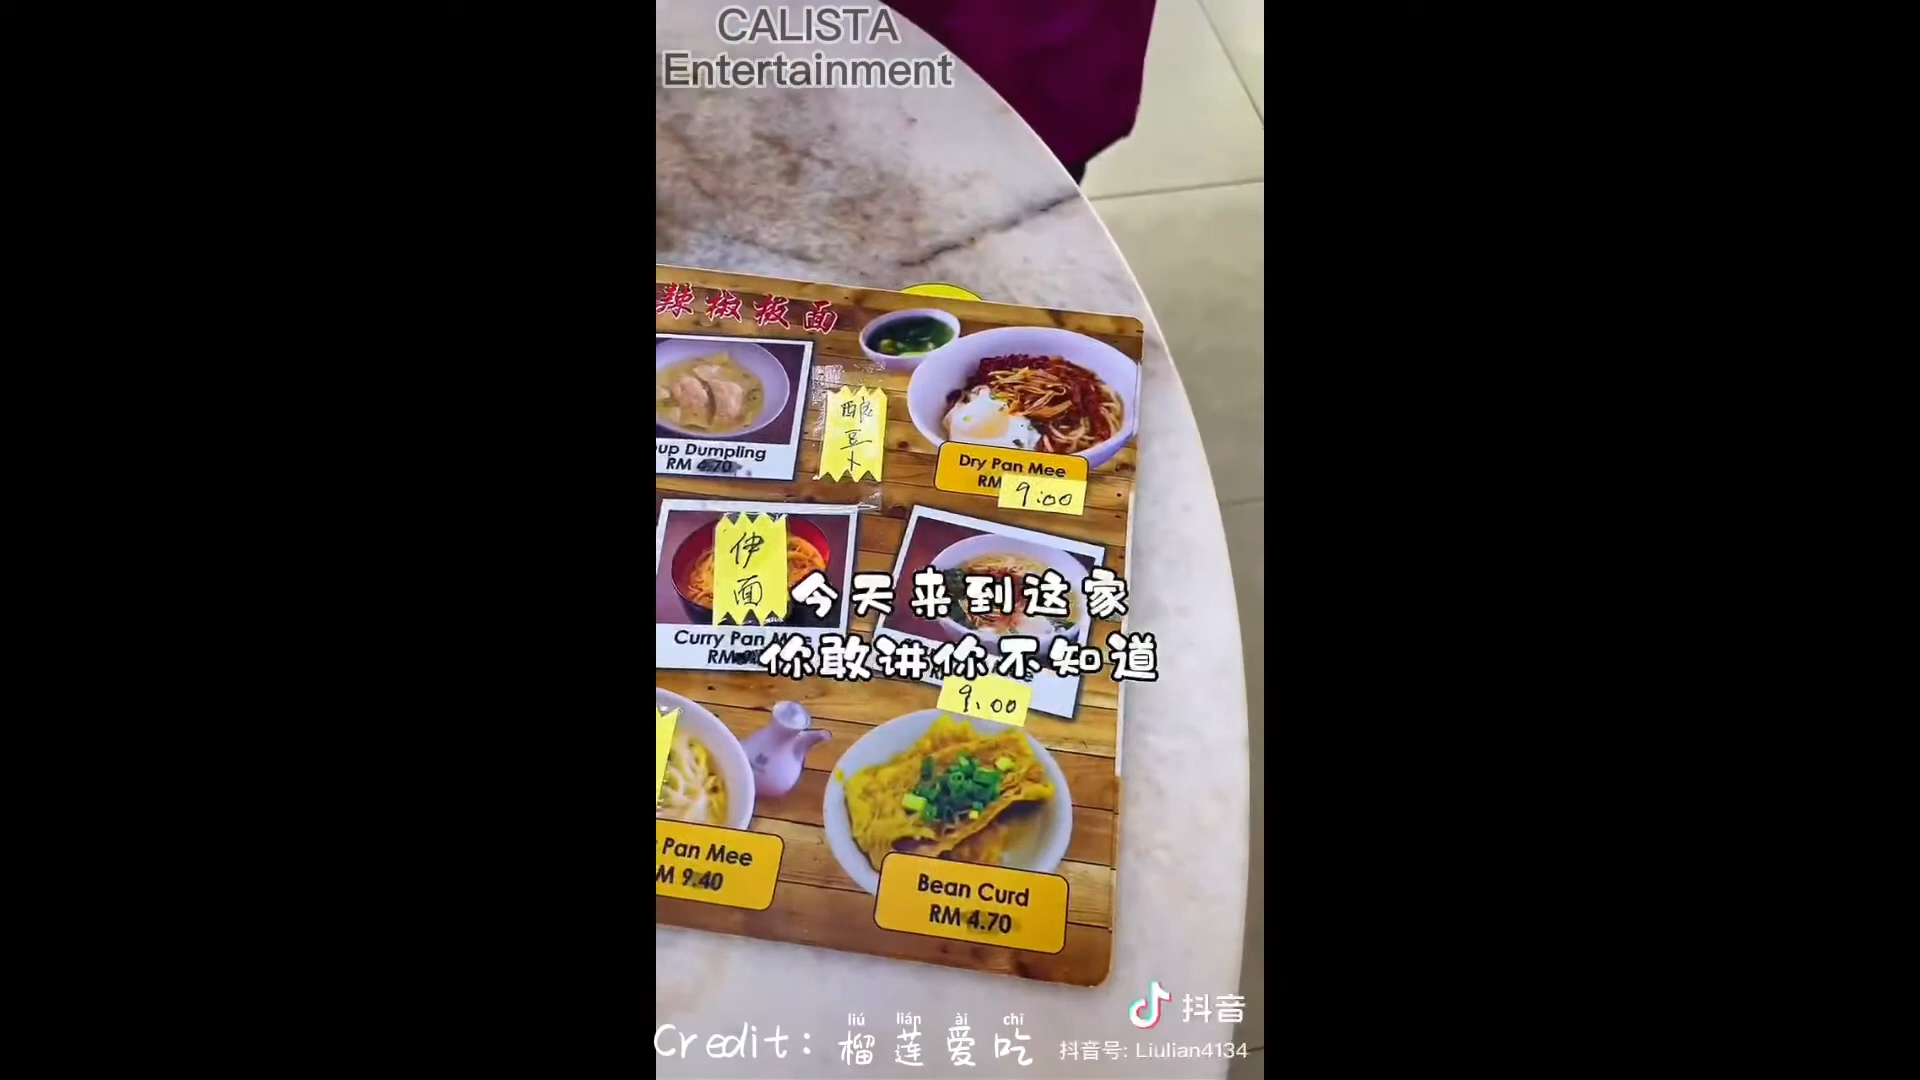 CALISTA
Entertainment
辣椒板面
酿
豆
卜
up Dumpling
RM 4.70
Dry Pan Mee
RM 9:00
伊
面
今天来到这家
你敢讲你不知道
Curry Pan
RM
9.00
Pan Mee
M 9.40
Bean Curd
RM 4.70
抖音
liú lián ài chī
Credit: 榴莲爱吃
抖音号: Liulian4134